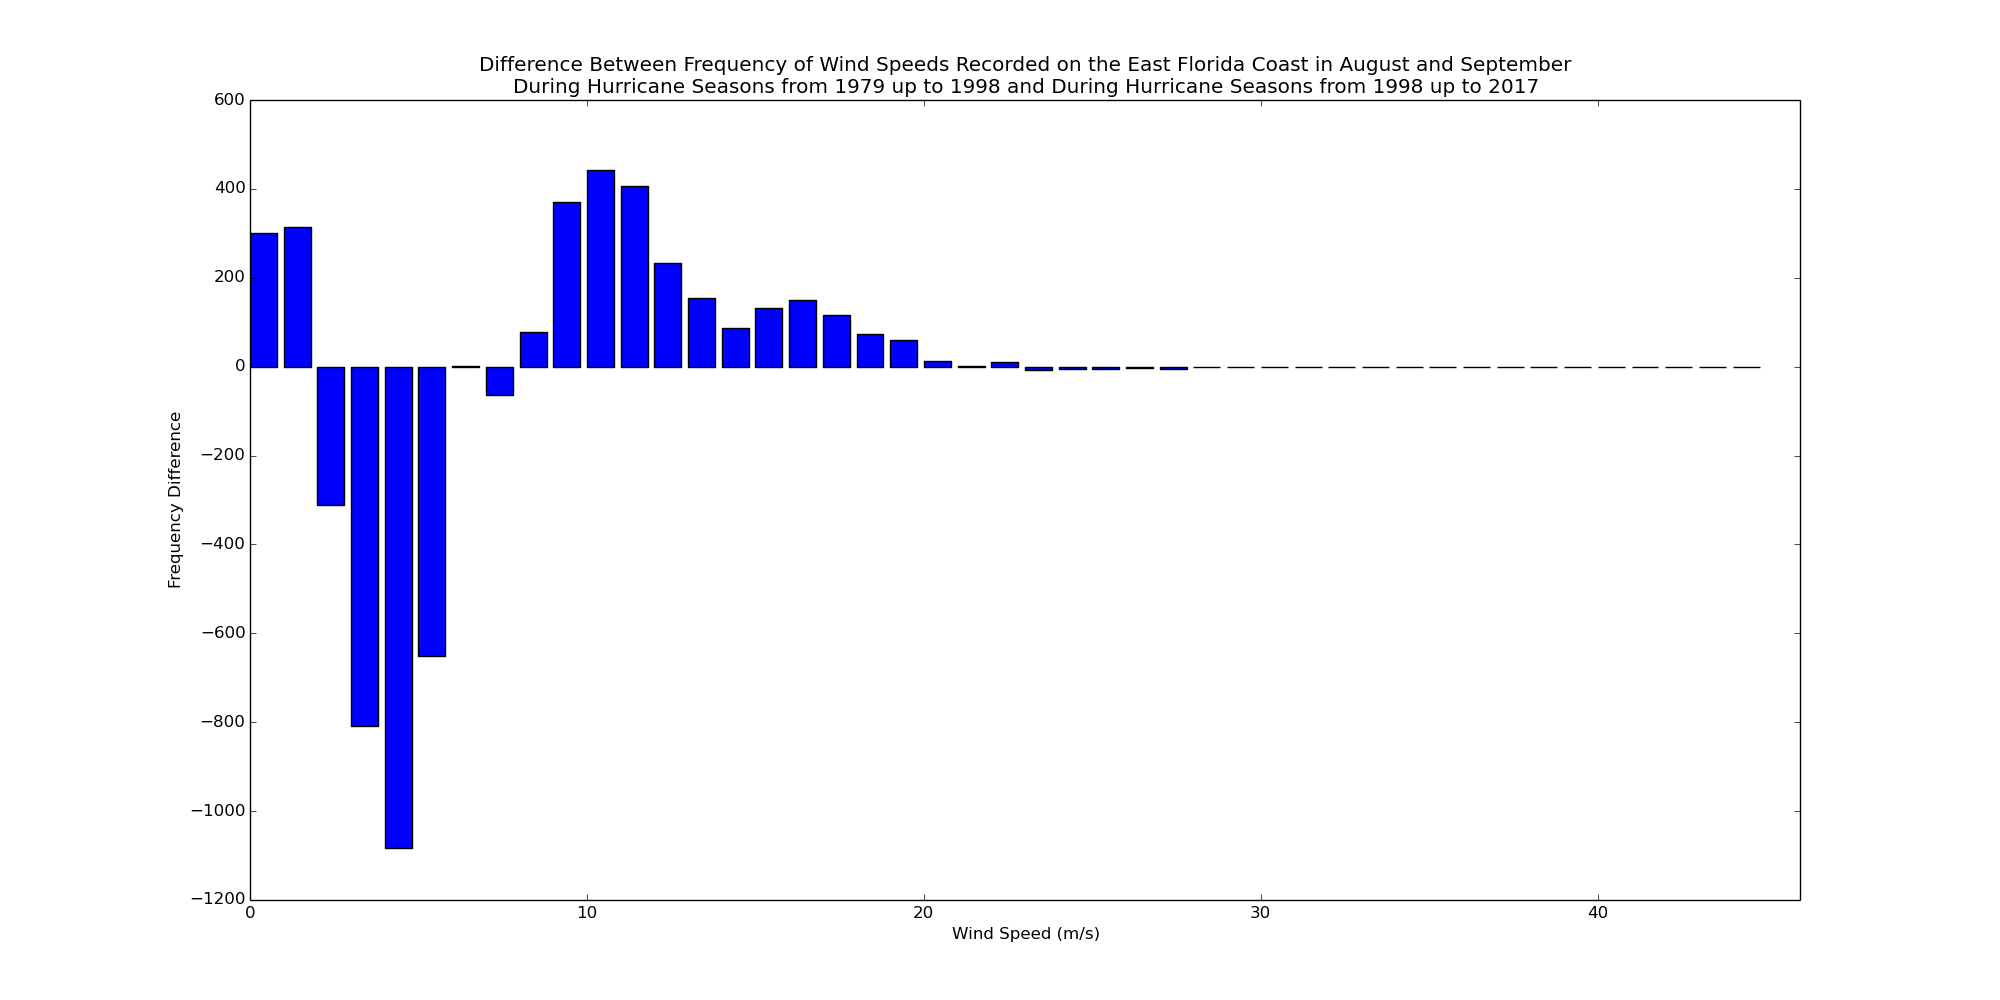 Difference Between Frequency of Wind Speeds Recorded on the East Florida Coast in August and September
During Hurricane Seasons from 1979 up to 1998 and During Hurricane Seasons from 1998 up to 2017
600
400
200
0
−200
−400
−600
−800
−1000
−1200
Frequency Difference
0 10 20 30 40
Wind Speed (m/s)